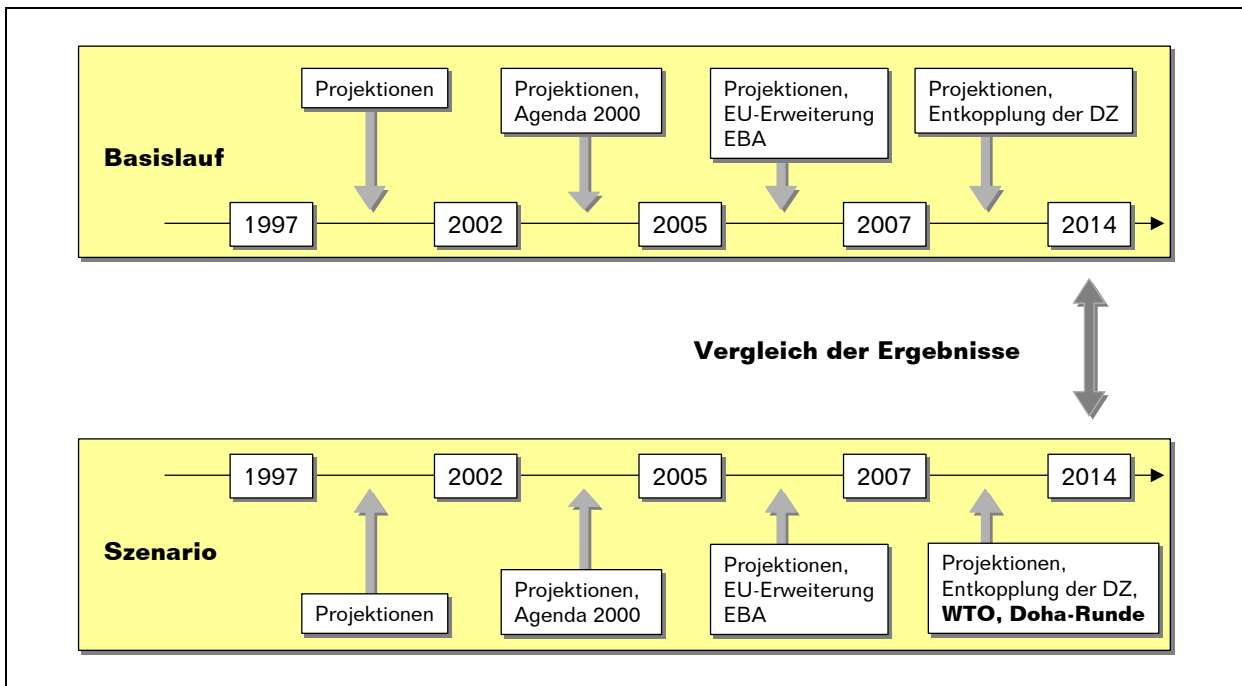 Projektionen
Projektionen,
Agenda 2000
Projektionen,
EU-Erweiterung
EBA
Projektionen,
Entkopplung der DZ
Basislauf
1997
2002
2005
2007
2014
Vergleich der Ergebnisse
1997
2002
2005
2007
2014
Szenario
Projektionen
Projektionen,
Agenda 2000
Projektionen,
EU-Erweiterung
EBA
Projektionen,
Entkopplung der DZ,
WTO, Doha-Runde